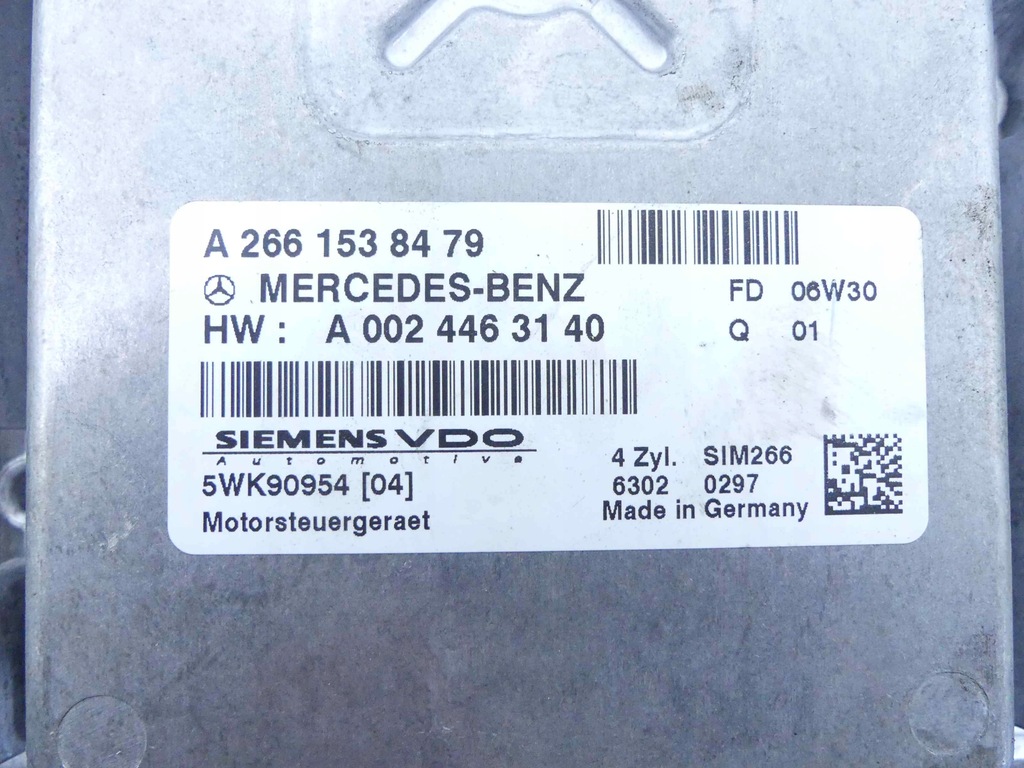 A 266 153 84 79
MERCEDES-BENZ FD 06W30
HW : A 002 446 31 40 Q 01
SIEMENS VDO
Automotive
4 Zyl. SIM266
5WK90954 [04] 6302 0297
Motorsteuergeraet Made in Germany